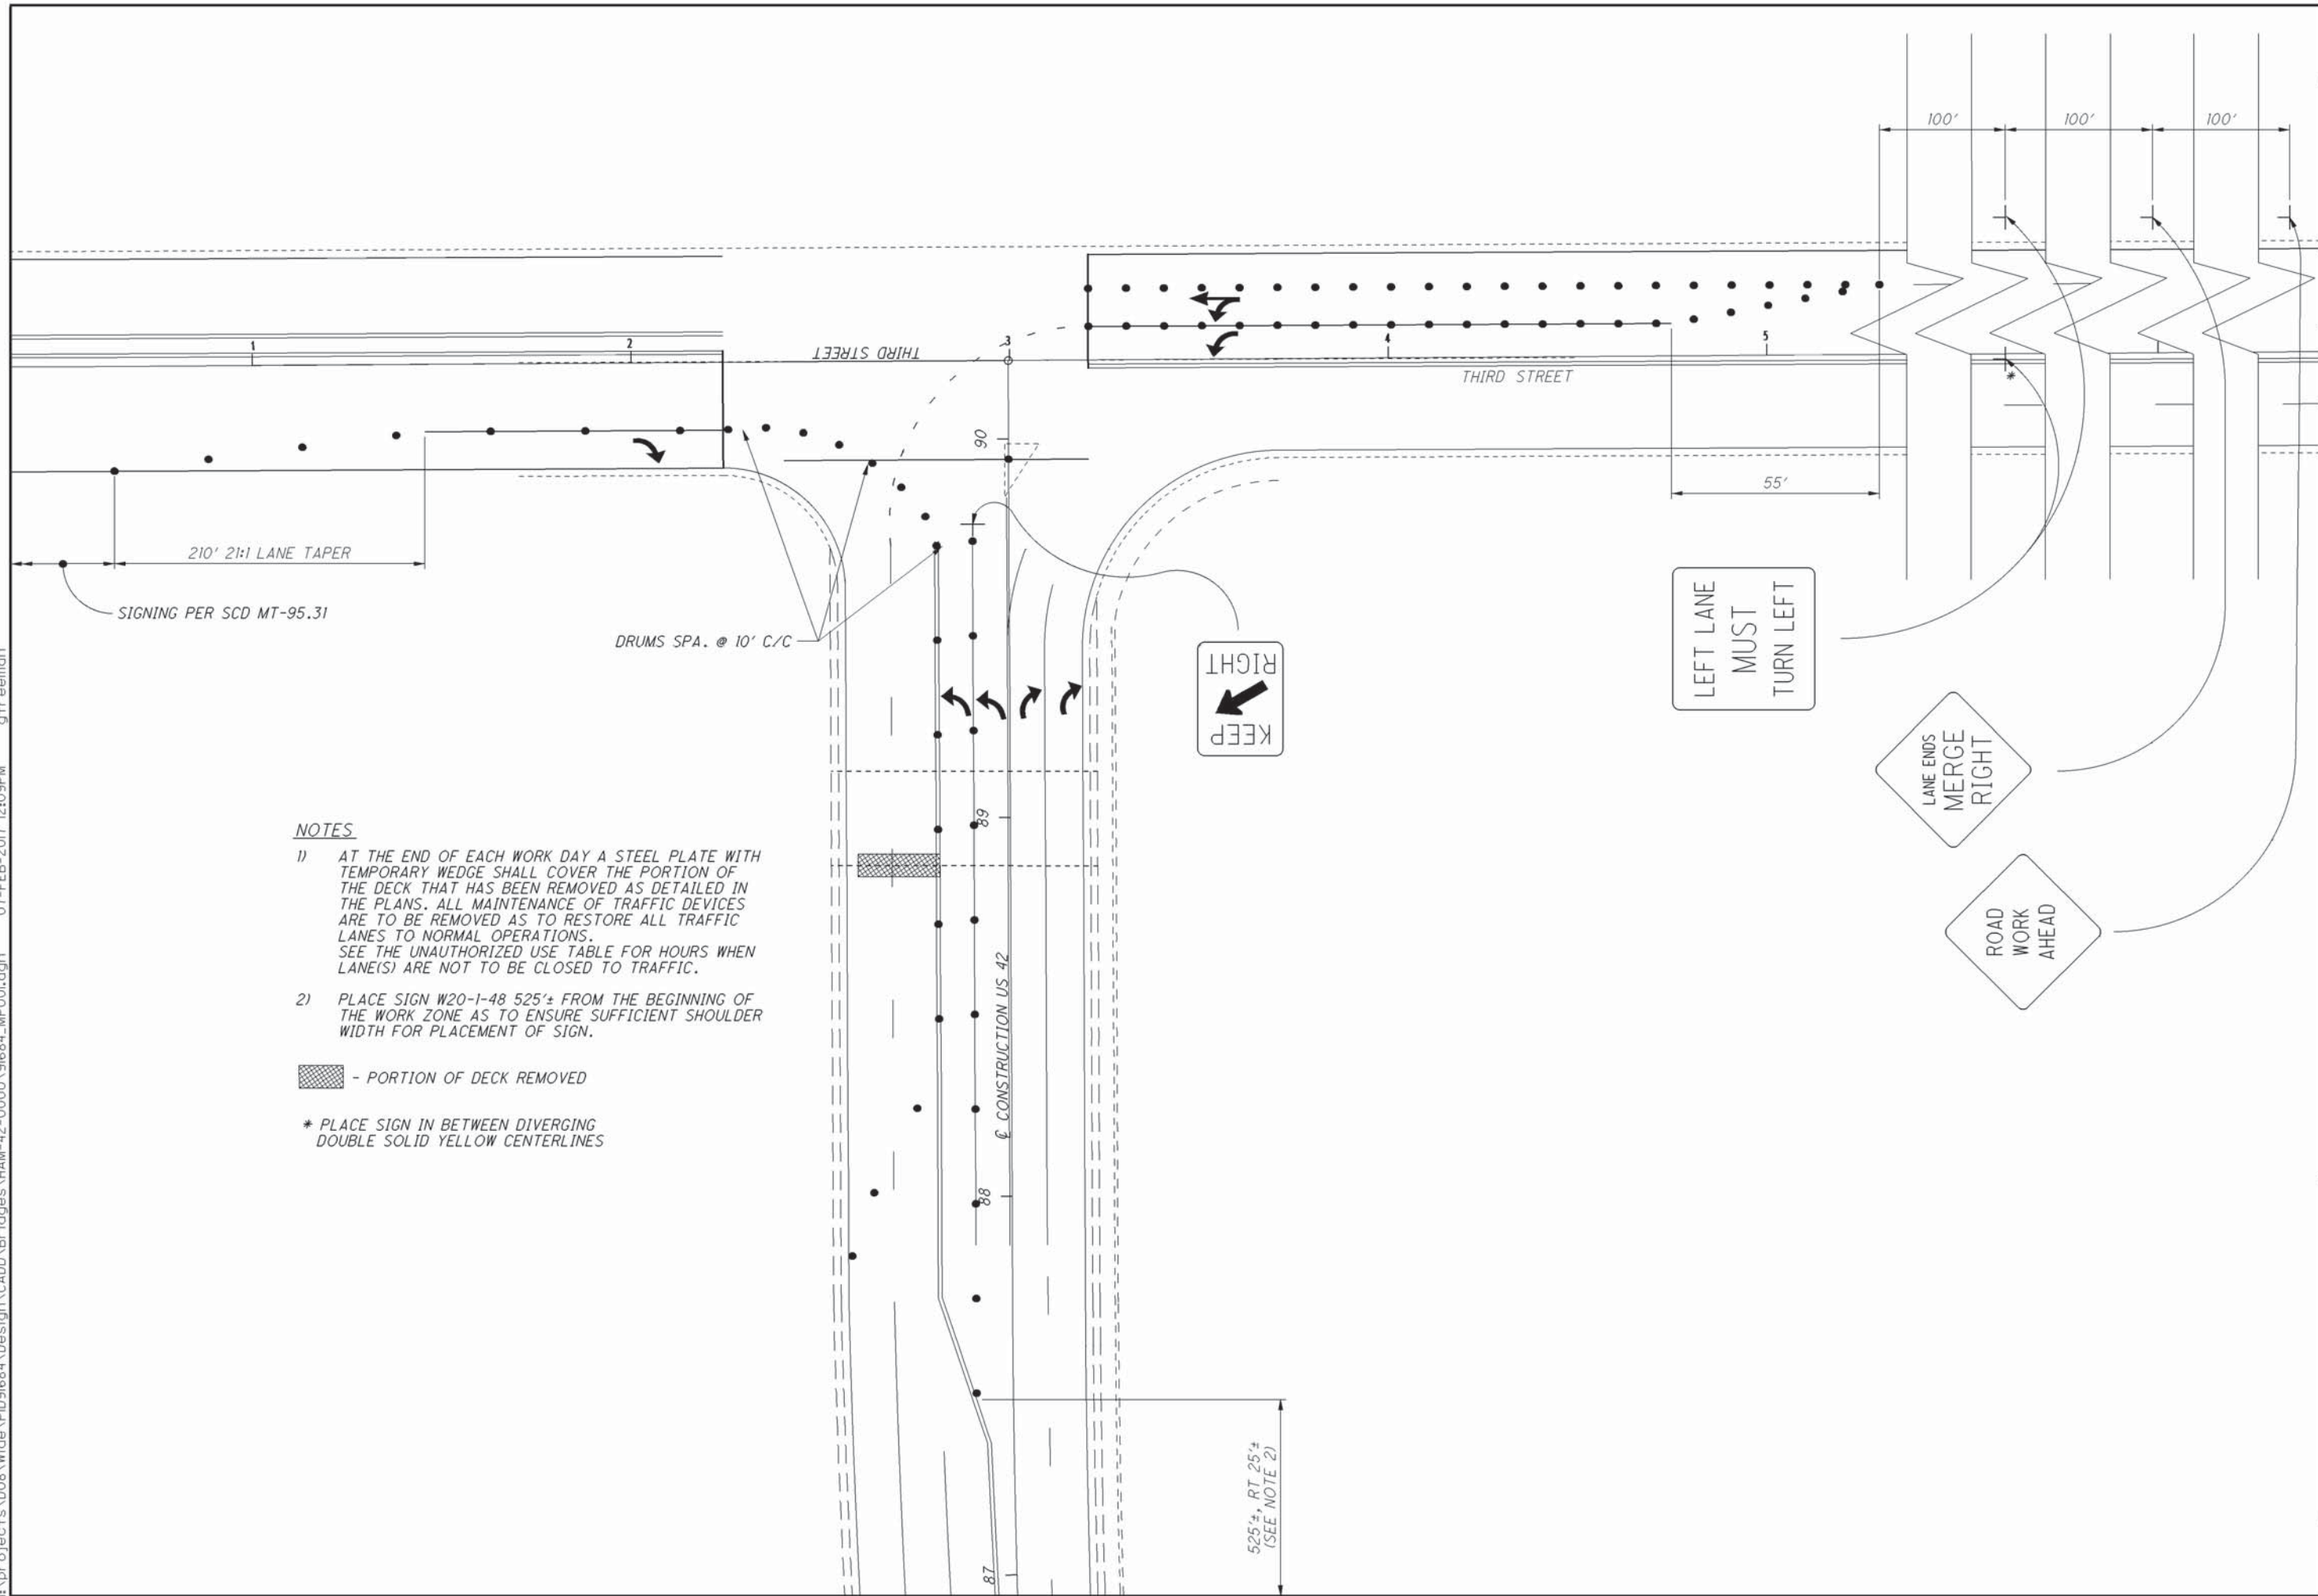 100' 100' 100'
THIRD STREET
1
2
3
4
5
THIRD STREET
*
90
55'
210' 21:1 LANE TAPER
SIGNING PER SCD MT-95.31
DRUMS SPA. @ 10' C/C
KEEP
RIGHT
LEFT LANE
MUST
TURN LEFT
LANE ENDS
MERGE
RIGHT
ROAD
WORK
AHEAD
89
NOTES
1) AT THE END OF EACH WORK DAY A STEEL PLATE WITH
TEMPORARY WEDGE SHALL COVER THE PORTION OF
THE DECK THAT HAS BEEN REMOVED AS DETAILED IN
THE PLANS. ALL MAINTENANCE OF TRAFFIC DEVICES
ARE TO BE REMOVED AS TO RESTORE ALL TRAFFIC
LANES TO NORMAL OPERATIONS.
SEE THE UNAUTHORIZED USE TABLE FOR HOURS WHEN
LANE(S) ARE NOT TO BE CLOSED TO TRAFFIC.
2) PLACE SIGN W20-1-48 525'± FROM THE BEGINNING OF
THE WORK ZONE AS TO ENSURE SUFFICIENT SHOULDER
WIDTH FOR PLACEMENT OF SIGN.
- PORTION OF DECK REMOVED
* PLACE SIGN IN BETWEEN DIVERGING
DOUBLE SOLID YELLOW CENTERLINES
℄ CONSTRUCTION US 42
88
87
525'±, RT 25'±
(SEE NOTE 2)